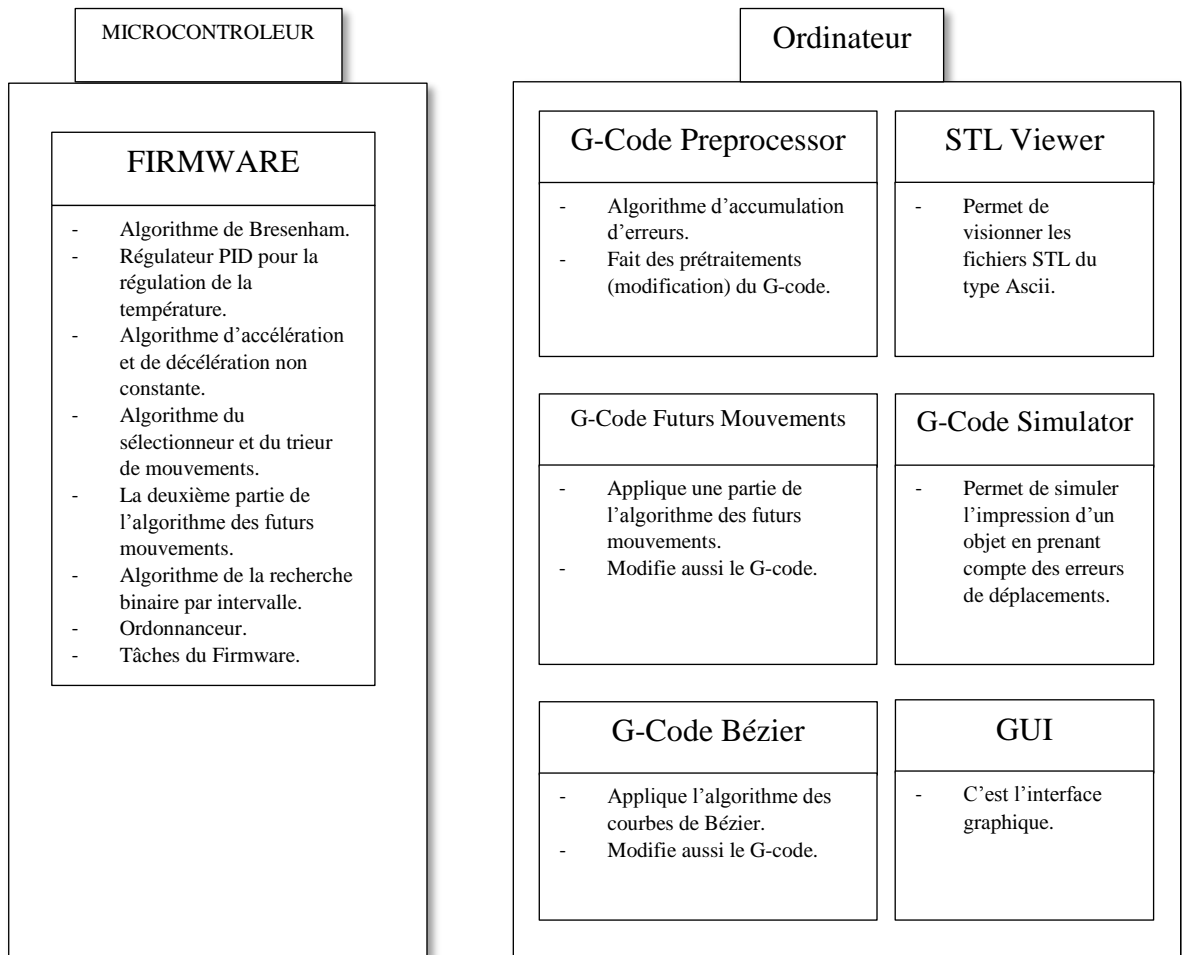 MICROCONTROLEUR
FIRMWARE
- Algorithme de Bresenham.
- Régulateur PID pour la
régulation de la
température.
- Algorithme d’accélération
et de décélération non
constante.
- Algorithme du
sélectionneur et du trieur
de mouvements.
- La deuxième partie de
l’algorithme des futurs
mouvements.
- Algorithme de la recherche
binaire par intervalle.
- Ordonnanceur.
- Tâches du Firmware.
Ordinateur
G-Code Preprocessor
- Algorithme d’accumulation
d’erreurs.
- Fait des prétraitements
(modification) du G-code.
STL Viewer
- Permet de
visionner les
fichiers STL du
type Ascii.
G-Code Futurs Mouvements
- Applique une partie de
l’algorithme des futurs
mouvements.
- Modifie aussi le G-code.
G-Code Simulator
- Permet de simuler
l’impression d’un
objet en prenant
compte des erreurs
de déplacements.
G-Code Bézier
- Applique l’algorithme des
courbes de Bézier.
- Modifie aussi le G-code.
GUI
- C’est l’interface
graphique.